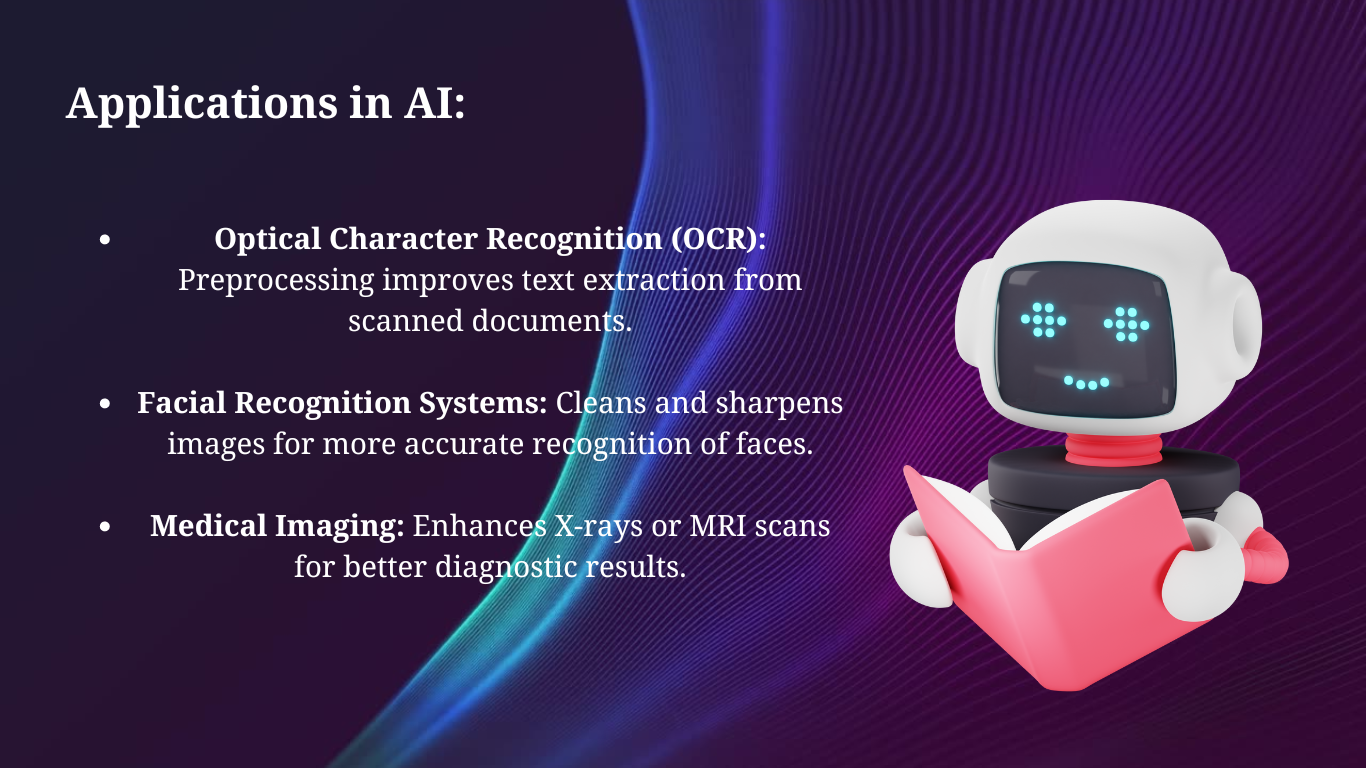 Applications in AI:
• Optical Character Recognition (OCR):
Preprocessing improves text extraction from
scanned documents.
• Facial Recognition Systems: Cleans and sharpens
images for more accurate recognition of faces.
• Medical Imaging: Enhances X-rays or MRI scans
for better diagnostic results.